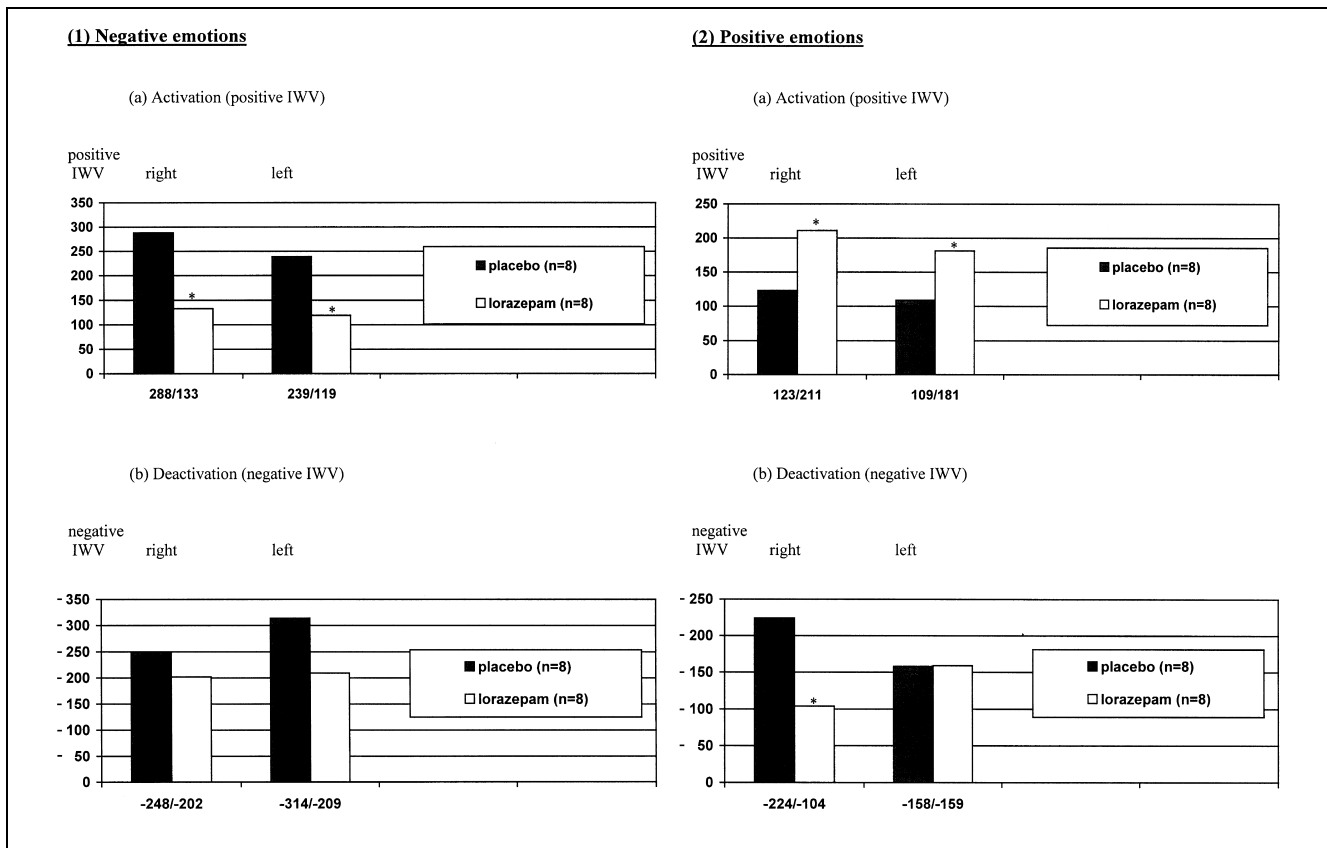 (1) Negative emotions
(a) Activation (positive IWV)
positive
IWV right left
350
300
250
200
150
100
50
0
*
*
placebo (n=8)
lorazepam (n=8)
288/133 239/119
(b) Deactivation (negative IWV)
negative
IWV right left
- 350
- 300
- 250
- 200
- 150
- 100
- 50
0
placebo (n=8)
lorazepam (n=8)
-248/-202 -314/-209
(2) Positive emotions
(a) Activation (positive IWV)
positive
IWV right left
250
200
150
100
50
0
*
*
placebo (n=8)
lorazepam (n=8)
123/211 109/181
(b) Deactivation (negative IWV)
negative
IWV right left
- 250
- 200
- 150
- 100
- 50
0
*
placebo (n=8)
lorazepam (n=8)
-224/-104 -158/-159